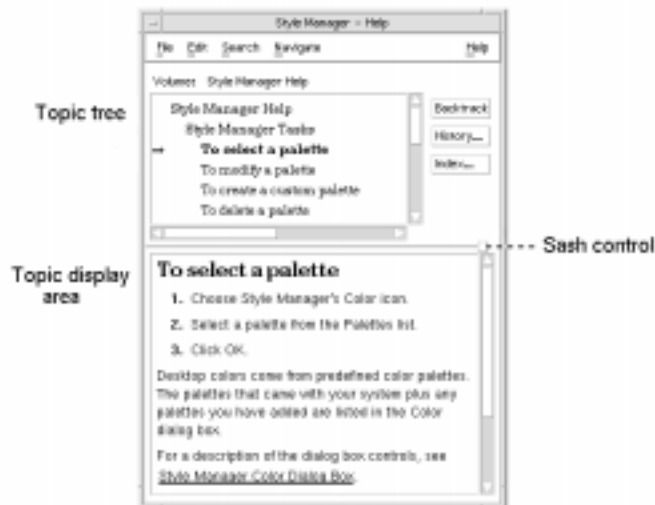 Style Manager - Help
File Edit Search Navigate Help
Volume: Style Manager Help
Topic tree
Style Manager Help
Style Manager Tasks
To select a palette
To modify a palette
To create a custom palette
To delete a palette
Backtrack
History...
Index...
Sash control
Topic display
area
To select a palette
1. Choose Style Manager's Color icon.
2. Select a palette from the Palettes list.
3. Click OK.
Desktop colors come from predefined color palettes.
The palettes that came with your system plus any
palettes you have added are listed in the Color
dialog box.
For a description of the dialog box controls, see
Style Manager Color Dialog Box.